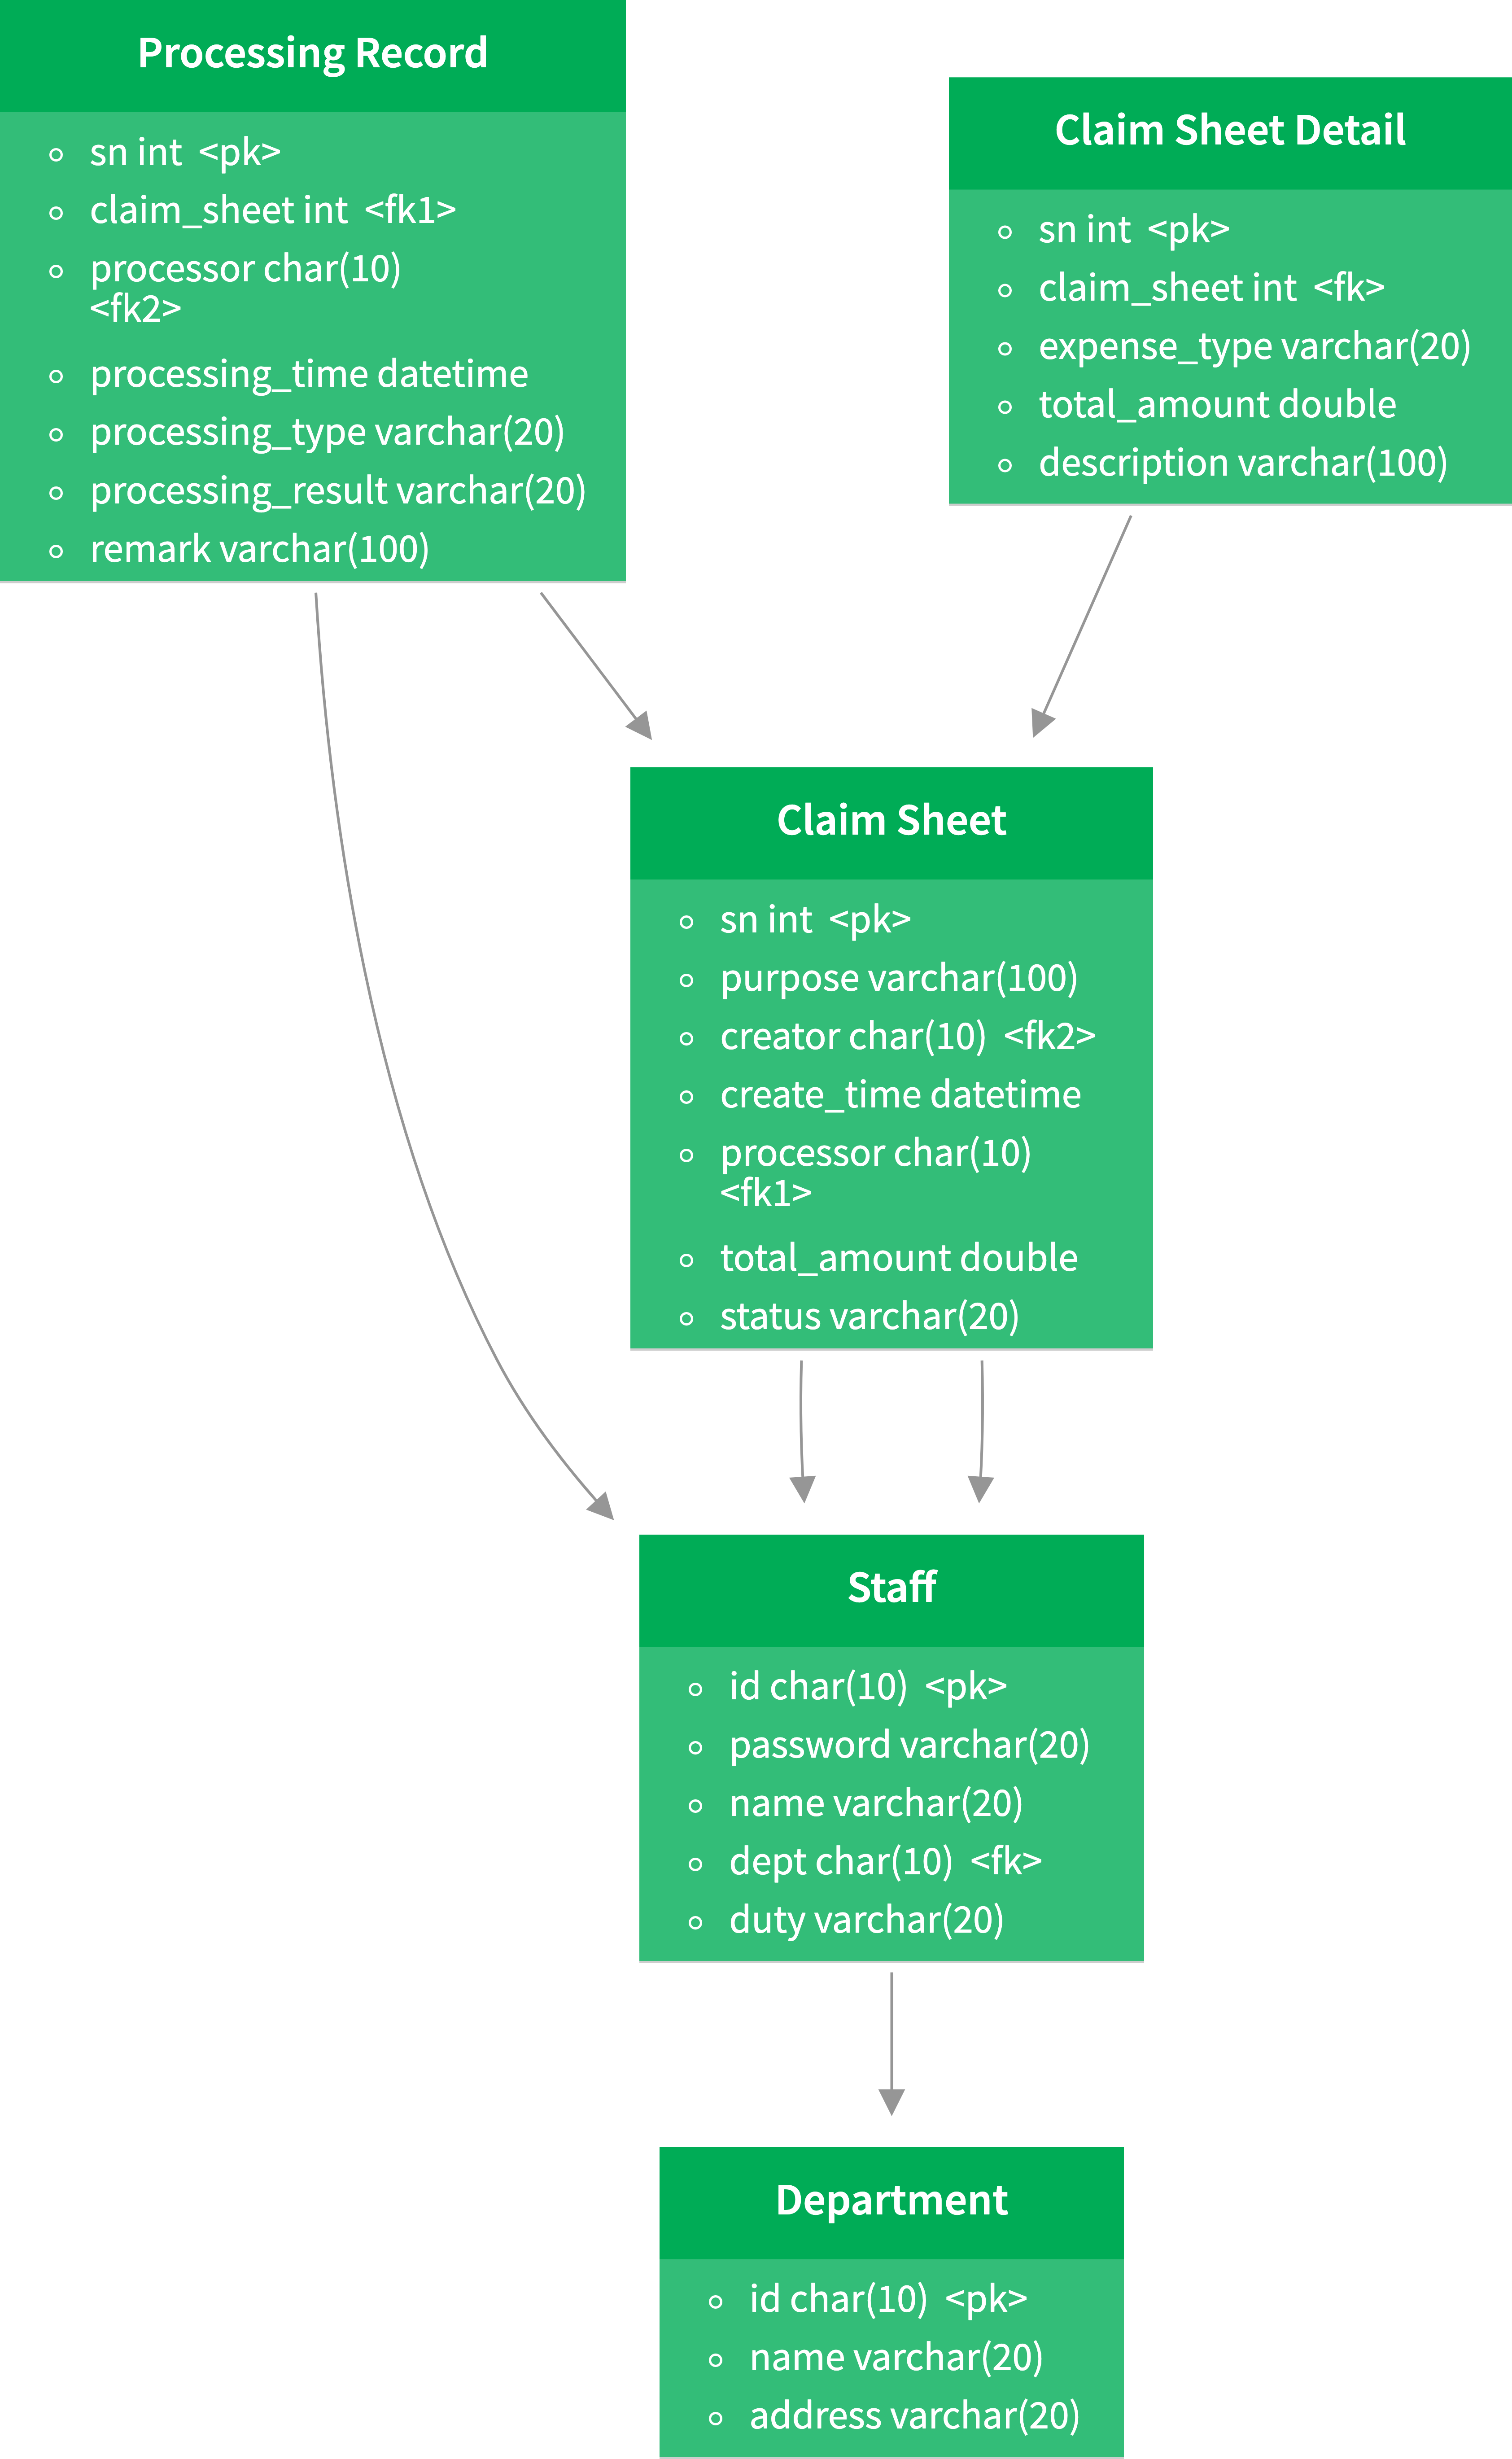 Processing Record
sn int <pk>
claim_sheet int <fk1>
processor char(10)
<fk2>
processing_time datetime
processing_type varchar(20)
processing_result varchar(20)
remark varchar(100)
Claim Sheet Detail
sn int <pk>
claim_sheet int <fk>
expense_type varchar(20)
total_amount double
description varchar(100)
Claim Sheet
sn int <pk>
purpose varchar(100)
creator char(10) <fk2>
create_time datetime
processor char(10)
<fk1>
total_amount double
status varchar(20)
Staff
id char(10) <pk>
password varchar(20)
name varchar(20)
dept char(10) <fk>
duty varchar(20)
Department
id char(10) <pk>
name varchar(20)
address varchar(20)